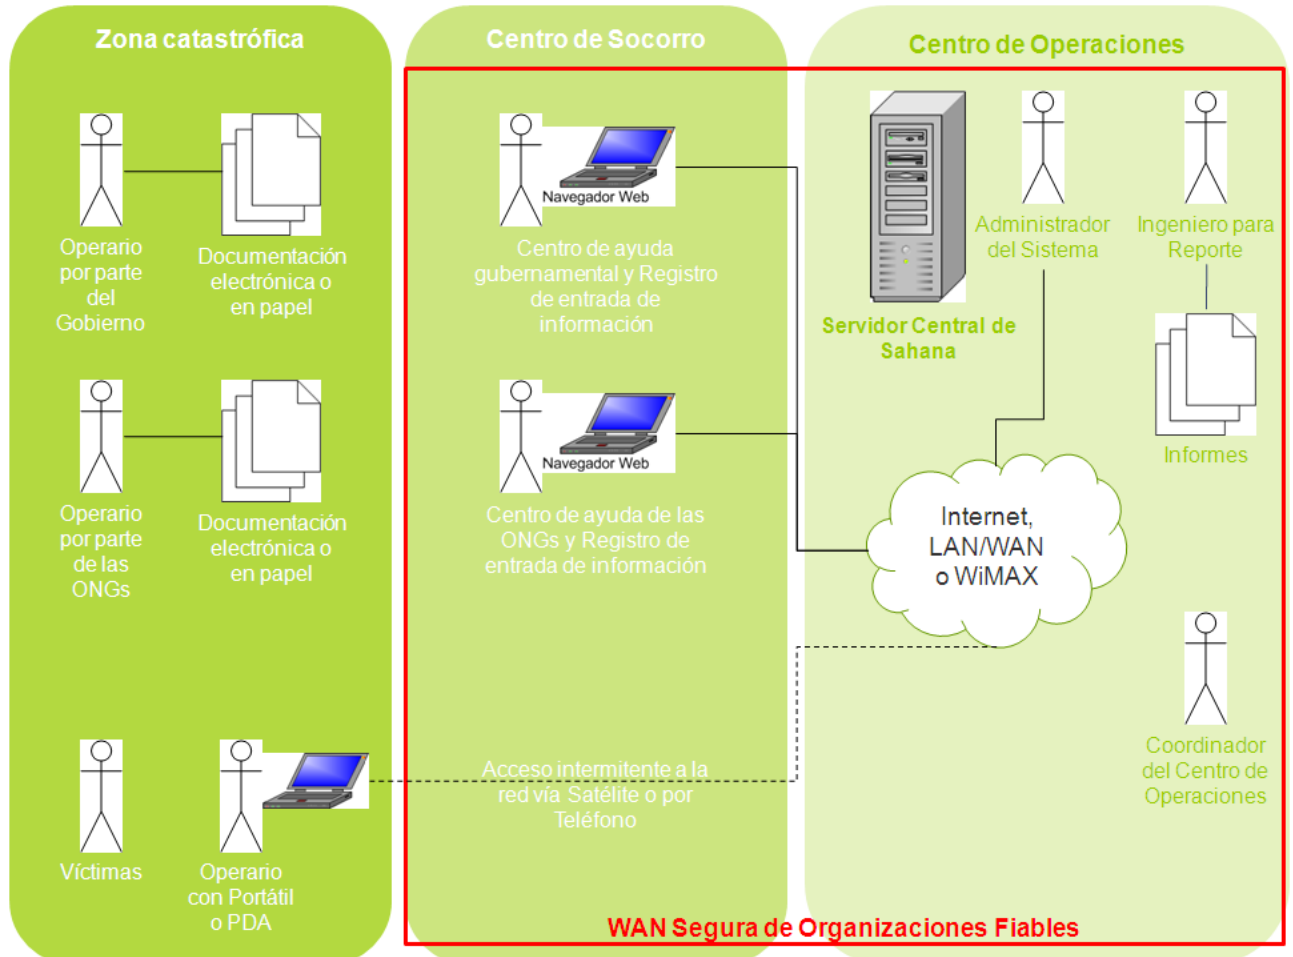 Zona catastrófica
Operario
por parte
del
Gobierno
Documentación
electrónica o
en papel
Operario
por parte
de las
ONGs
Documentación
electrónica o
en papel
Víctimas
Operario
con Portátil
o PDA
Centro de Socorro
Navegador Web
Centro de ayuda
gubernamental y Registro
de entrada de
información
Navegador Web
Centro de ayuda de las
ONGs y Registro de
entrada de información
Acceso intermitente a la
red vía Satélite o por
Teléfono
Centro de Operaciones
Servidor Central de
Sahana
Administrador
del Sistema
Ingeniero para
Reporte
Informes
Internet,
LAN/WAN
o WiMAX
Coordinador
del Centro de
Operaciones
WAN Segura de Organizaciones Fiables